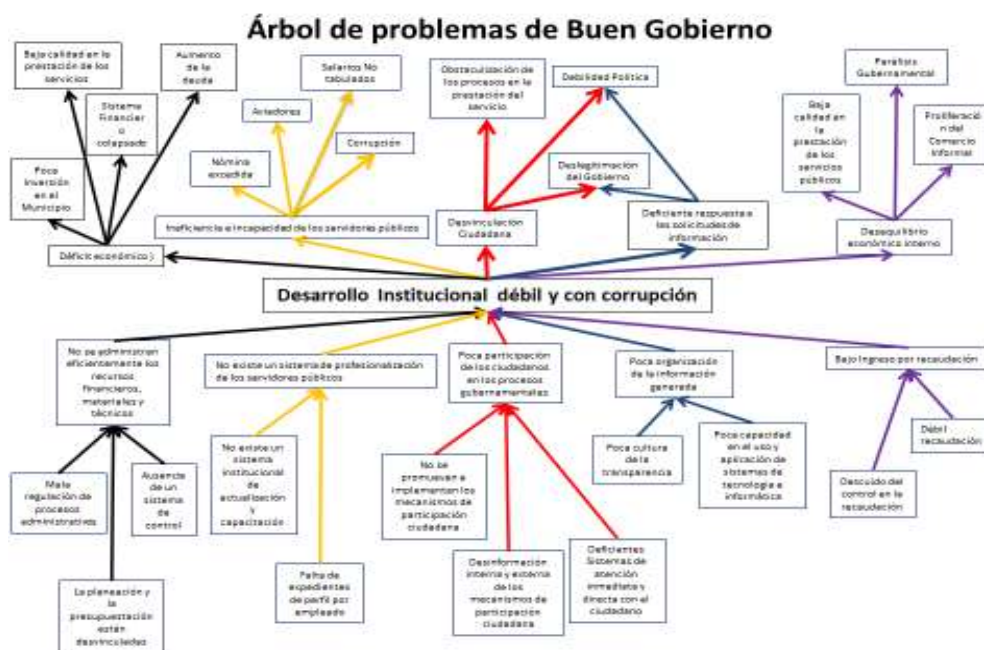 Árbol de problemas de Buen Gobierno
Baja calidad en la
prestación de los
servicios
Aumento
de la
deuda
Sistema
Financier
o
colapsado
Poca
Inversión
en el
Municipio
Déficit económico
Salarios No
tabulados
Aviadores
Corrupción
Nómina
excedida
Ineficiencia e incapacidad de los servidores públicos
Obstaculización de
los procesos en la
prestación del
servicio
Debilidad Política
Deslegitimación
del Gobierno
Desvinculación
Ciudadana
Deficiente respuesta a
las solicitudes de
información
Parálisis
Gubernamental
Baja
calidad en
la
prestación
de los
servicios
públicos
Proliferació
n del
Comercio
Informal
Desequilibrio
económico interno
Desarrollo Institucional débil y con corrupción
No se administran
eficientemente los
recursos
financieros,
materiales y
técnicos
No existe un sistema de profesionalización
de los servidores públicos
Poca participación
de los ciudadanos
en los procesos
gubernamentales
Poca organización
de la información
generada
Bajo Ingreso por recaudación
Mala
regulación de
procesos
administrativos
Ausencia
de un
sistema
de
control
No existe un
sistema
institucional
de
actualización
y
capacitación
No se
promueven e
implementan los
mecanismos de
participación
ciudadana
Poca cultura
de la
transparencia
Poca capacidad
en el uso y
aplicación de
sistemas de
tecnología e
informática
Débil
recaudación
Descuido del
control en la
recaudación
La planeación y
la
presupuestación
están
desvinculadas
Falta de
expedientes
de perfil por
empleado
Desinformación
interna y externa
de los
mecanismos de
participación
ciudadana
Deficientes
Sistemas de
atención
inmediata y
directa con el
ciudadano